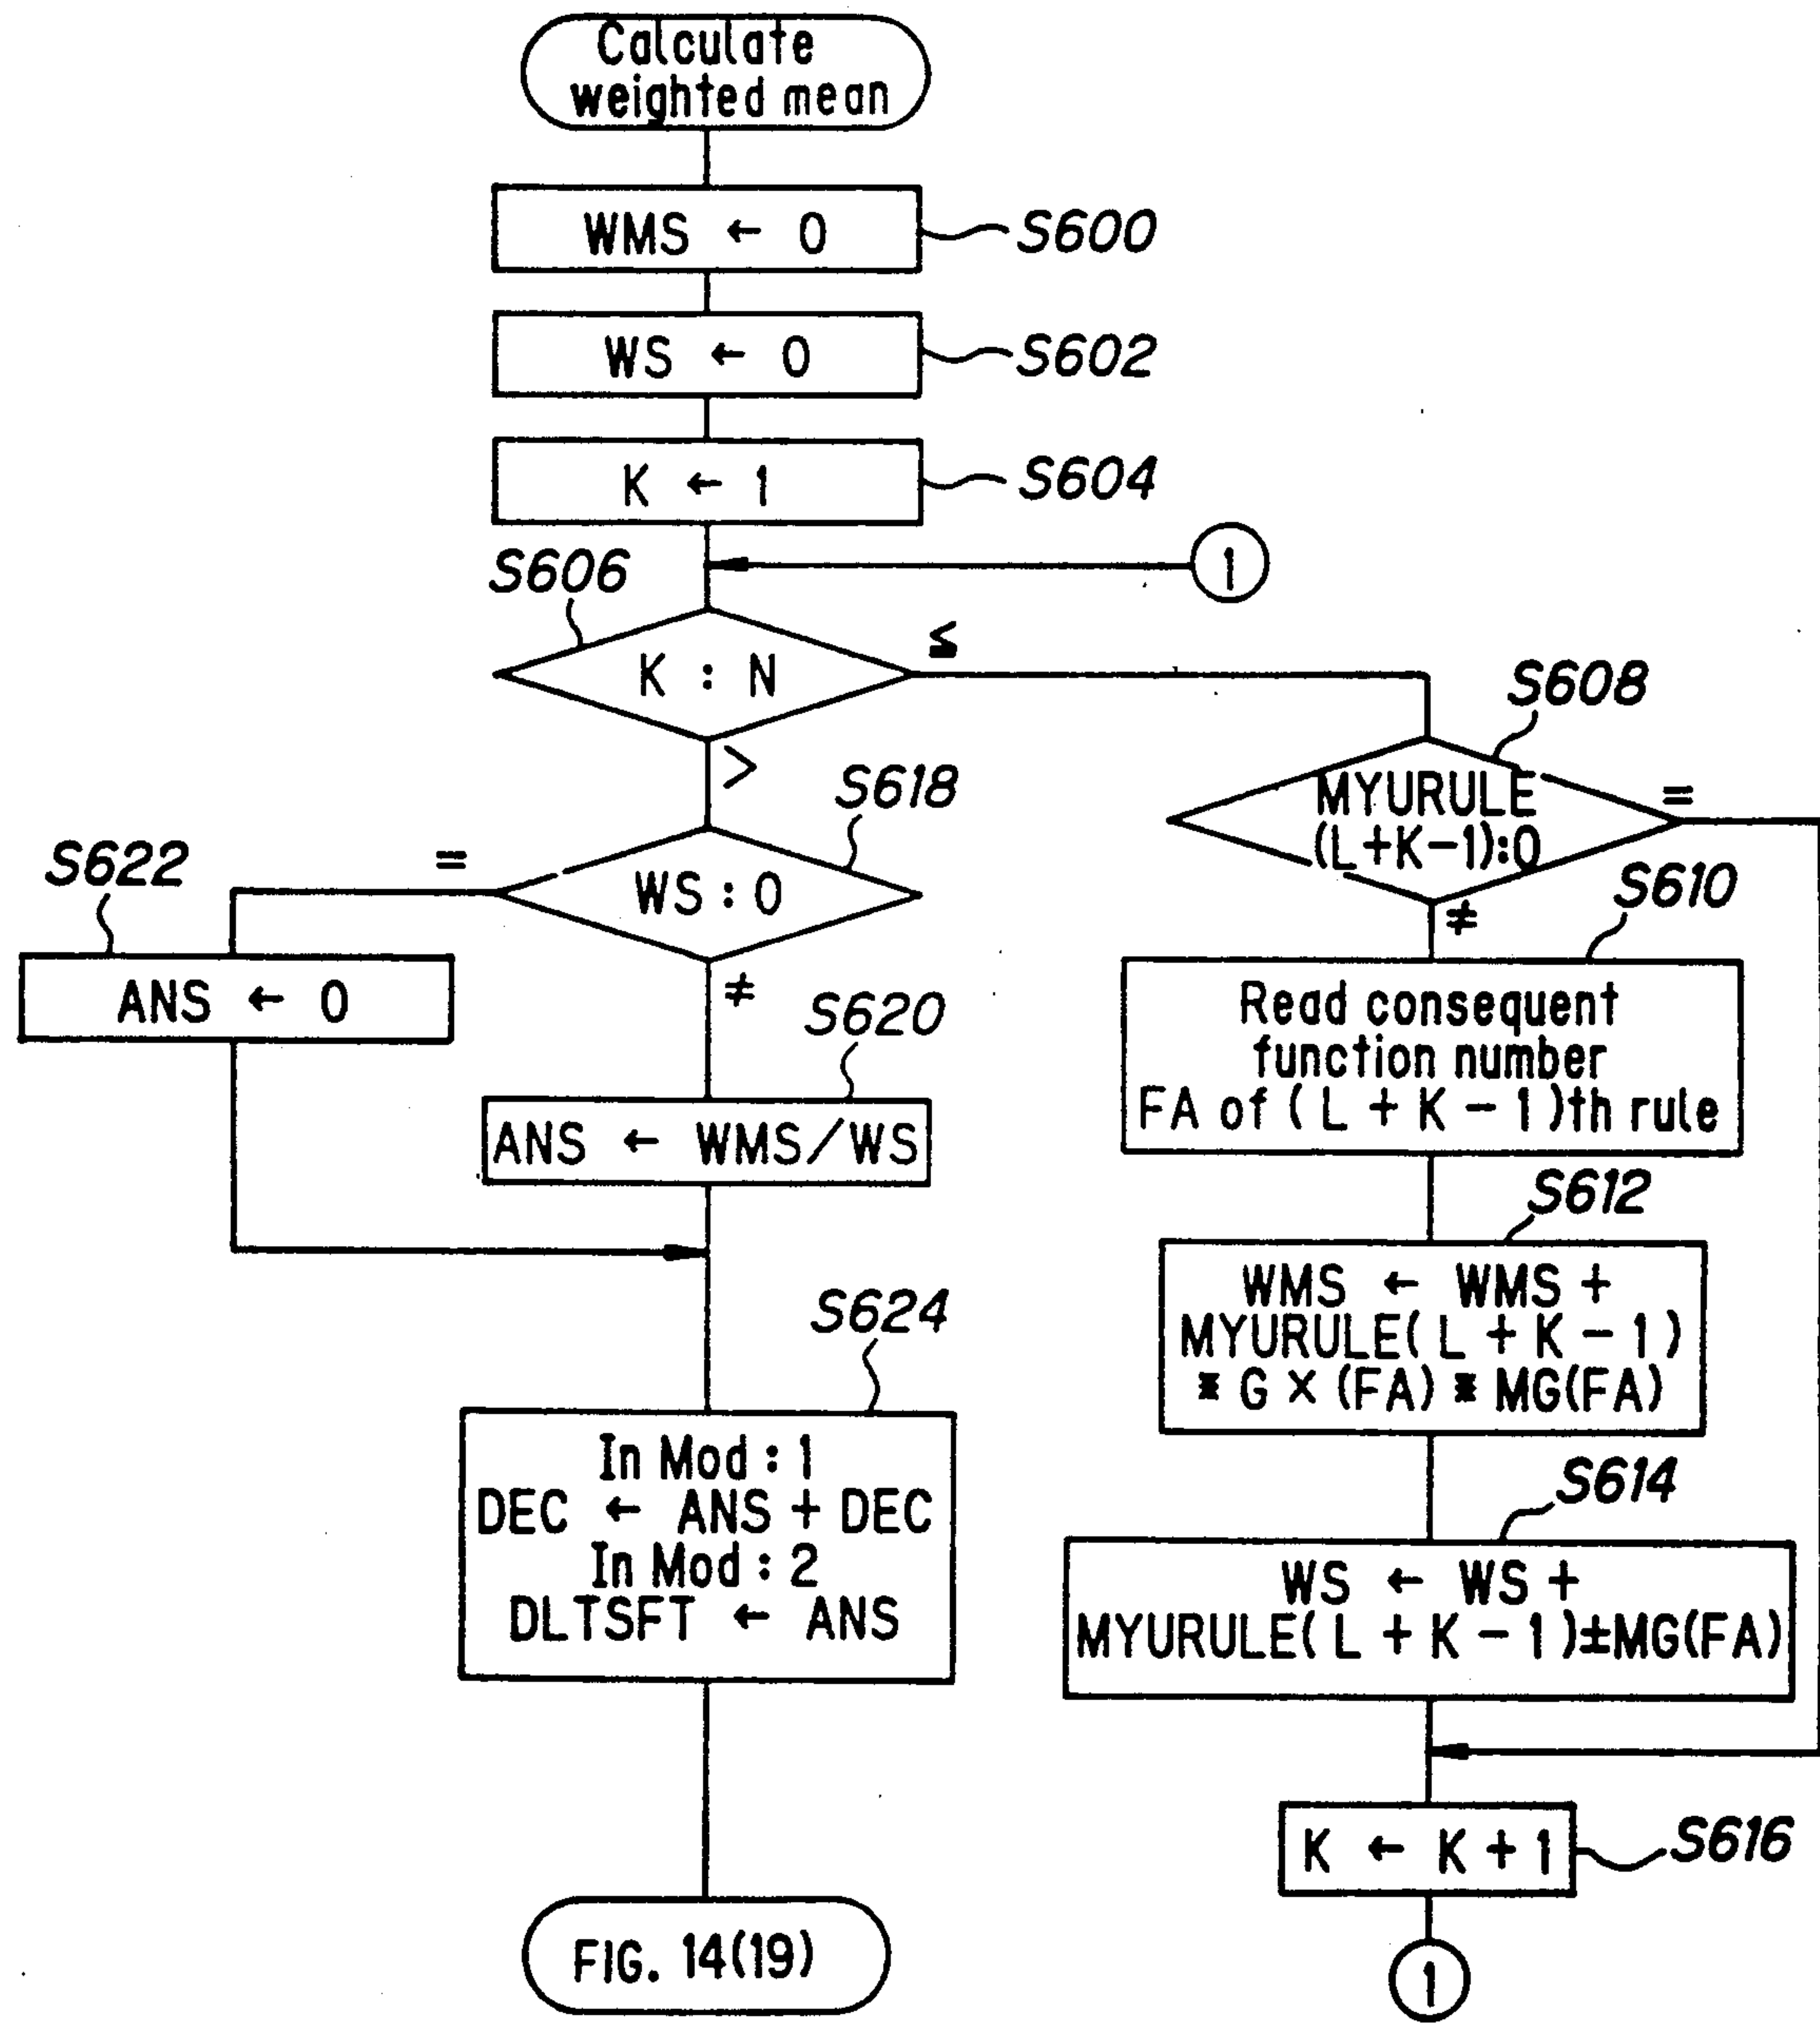 Calculate
weighted mean
WMS ← 0
S600
WS ← 0
S602
K ← 1
S604
1
S606
K : N
≦
>
S608
MYURULE
(L+K-1):0
=
≠
S618
WS : 0
=
≠
S622
ANS ← 0
S620
ANS ← WMS/WS
S610
Read consequent
function number
FA of (L + K - 1)th rule
S612
WMS ← WMS +
MYURULE(L + K - 1)
* G × (FA) * MG(FA)
S614
WS ← WS +
MYURULE(L + K - 1)±MG(FA)
S624
In Mod : 1
DEC ← ANS + DEC
In Mod : 2
DLTSFT ← ANS
K ← K + 1
S616
1
FIG. 14(19)